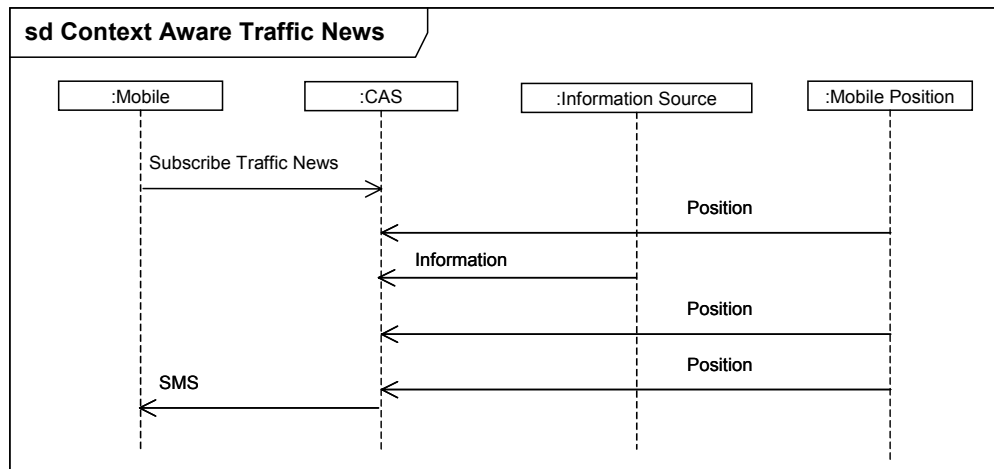 sd Context Aware Traffic News
:Mobile
:CAS
:Information Source
:Mobile Position
Subscribe Traffic News
Position
Information
Position
Position
SMS